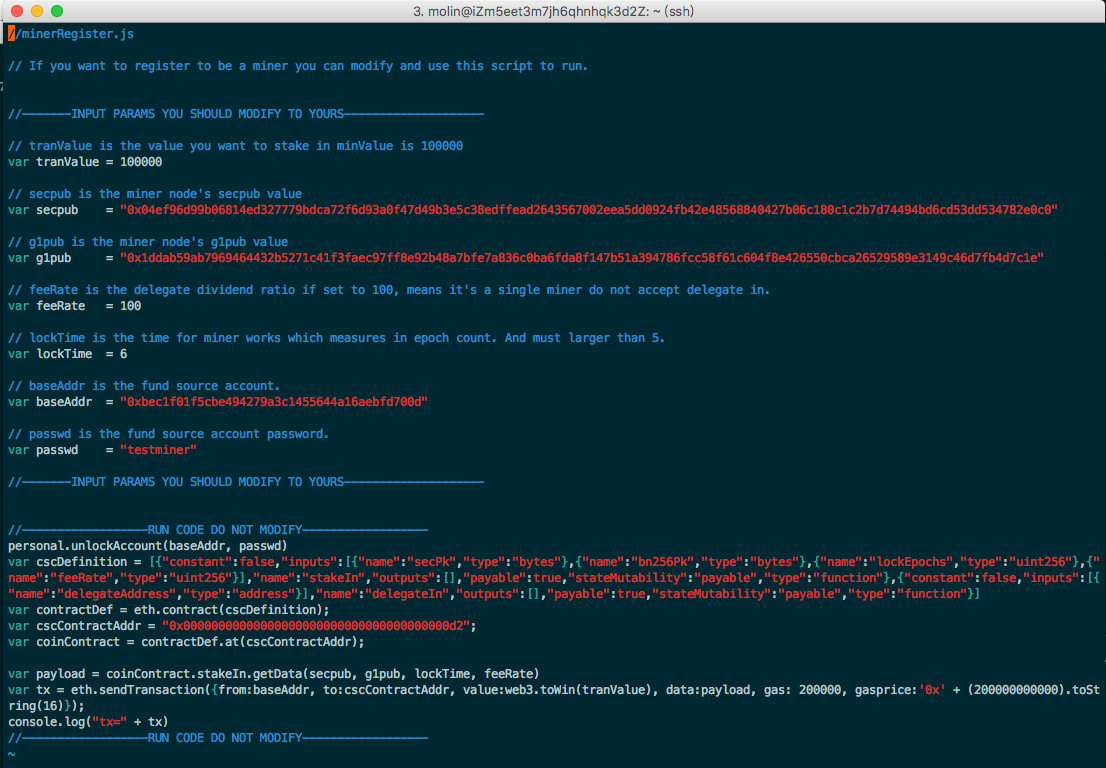 3. molin@iZm5eet3m7jh6qhnhqk3d2Z: ~ (ssh)
//minerRegister.js
// If you want to register to be a miner you can modify and use this script to run.
//-------INPUT PARAMS YOU SHOULD MODIFY TO YOURS--------------------
// tranValue is the value you want to stake in minValue is 100000
var tranValue = 100000
// secpub is the miner node's secpub value
var secpub    = "0x04ef96d99b06814ed327779bdca72f6d93a0f47d49b3e5c38edffead2643567002eea5dd0924fb42e48568840427b06c180c1c2b7d74494bd6cd53dd534782e0c0"
// g1pub is the miner node's g1pub value
var g1pub     = "0x1ddab59ab7969464432b5271c41f3faec97ff8e92b48a7bfe7a836c0ba6fda8f147b51a394786fcc58f61c604f8e426550cbca26529589e3149c46d7fb4d7c1e"
// feeRate is the delegate dividend ratio if set to 100, means it's a single miner do not accept delegate in.
var feeRate   = 100
// lockTime is the time for miner works which measures in epoch count. And must larger than 5.
var lockTime  = 6
// baseAddr is the fund source account.
var baseAddr  = "0xbec1f01f5cbe494279a3c1455644a16aebfd700d"
// passwd is the fund source account password.
var passwd    = "testminer"
//-------INPUT PARAMS YOU SHOULD MODIFY TO YOURS--------------------
//------------------RUN CODE DO NOT MODIFY------------------
personal.unlockAccount(baseAddr, passwd)
var cscDefinition = [{"constant":false,"inputs":[{"name":"secPk","type":"bytes"},{"name":"bn256Pk","type":"bytes"},{"name":"lockEpochs","type":"uint256"},{"
name":"feeRate","type":"uint256"}],"name":"stakeIn","outputs":[],"payable":true,"stateMutability":"payable","type":"function"},{"constant":false,"inputs":[{
"name":"delegateAddress","type":"address"}],"name":"delegateIn","outputs":[],"payable":true,"stateMutability":"payable","type":"function"}]
var contractDef = eth.contract(cscDefinition);
var cscContractAddr = "0x00000000000000000000000000000000000000d2";
var coinContract = contractDef.at(cscContractAddr);
var payload = coinContract.stakeIn.getData(secpub, g1pub, lockTime, feeRate)
var tx = eth.sendTransaction({from:baseAddr, to:cscContractAddr, value:web3.toWin(tranValue), data:payload, gas: 200000, gasprice:'0x' + (200000000000).toSt
ring(16)});
console.log("tx=" + tx)
//------------------RUN CODE DO NOT MODIFY------------------
~